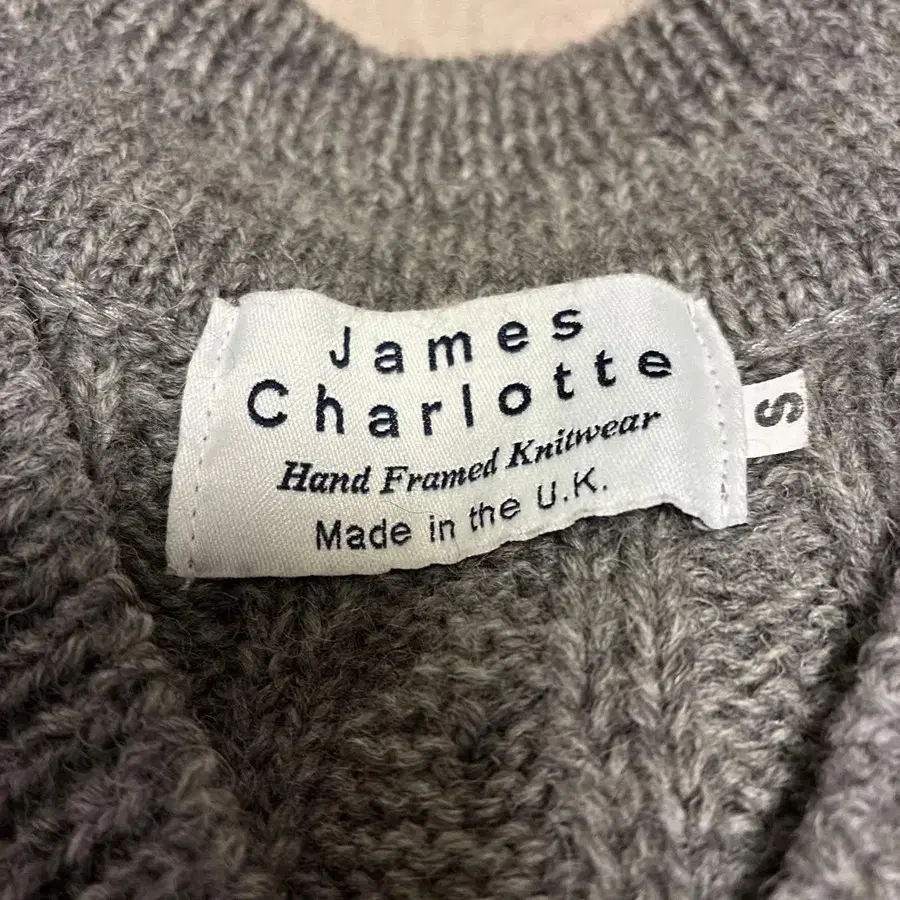 James
Charlotte
Hand Framed Knitwear
Made in the U.K.
S